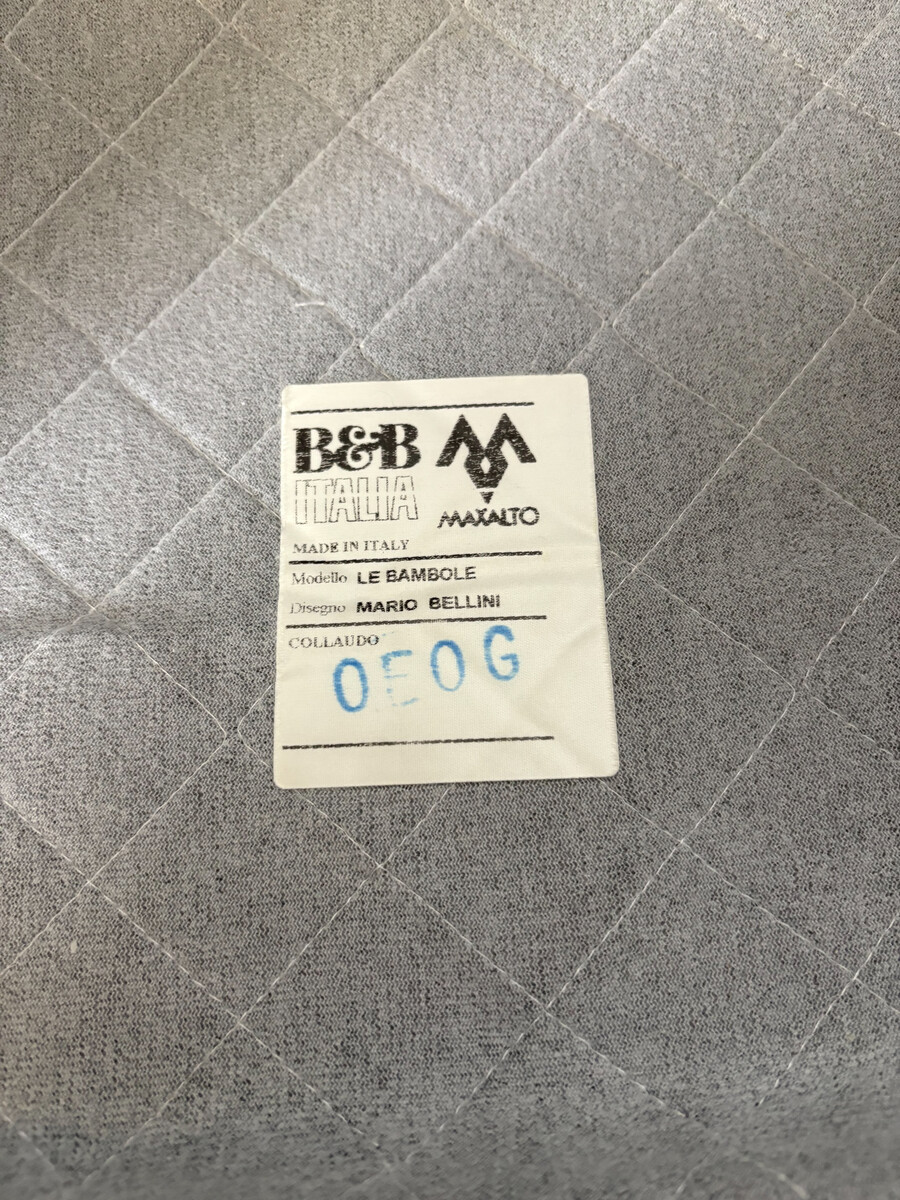 B&B
ITALIA
MAXALTO
MADE IN ITALY
Modello LE BAMBOLE
Disegno MARIO BELLINI
COLLAUDO
OEOG